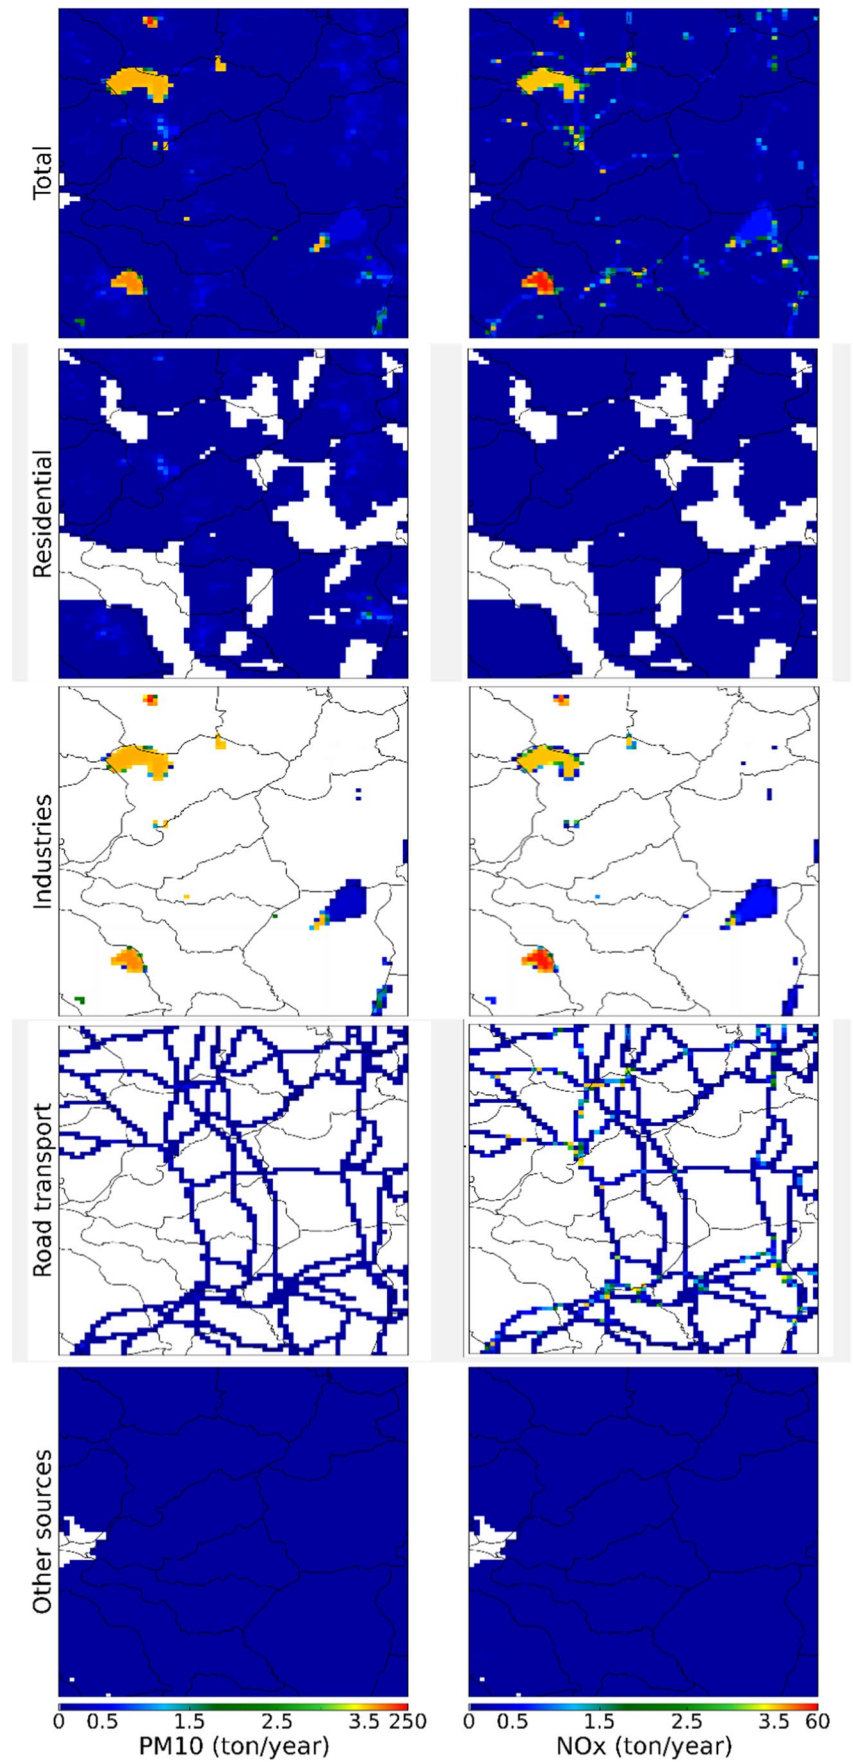 Total
Residential
Industries
Road transport
Other sources
0 0.5 1.5 2.5 3.5 250
PM10 (ton/year)
0 0.5 1.5 2.5 3.5 60
NOx (ton/year)